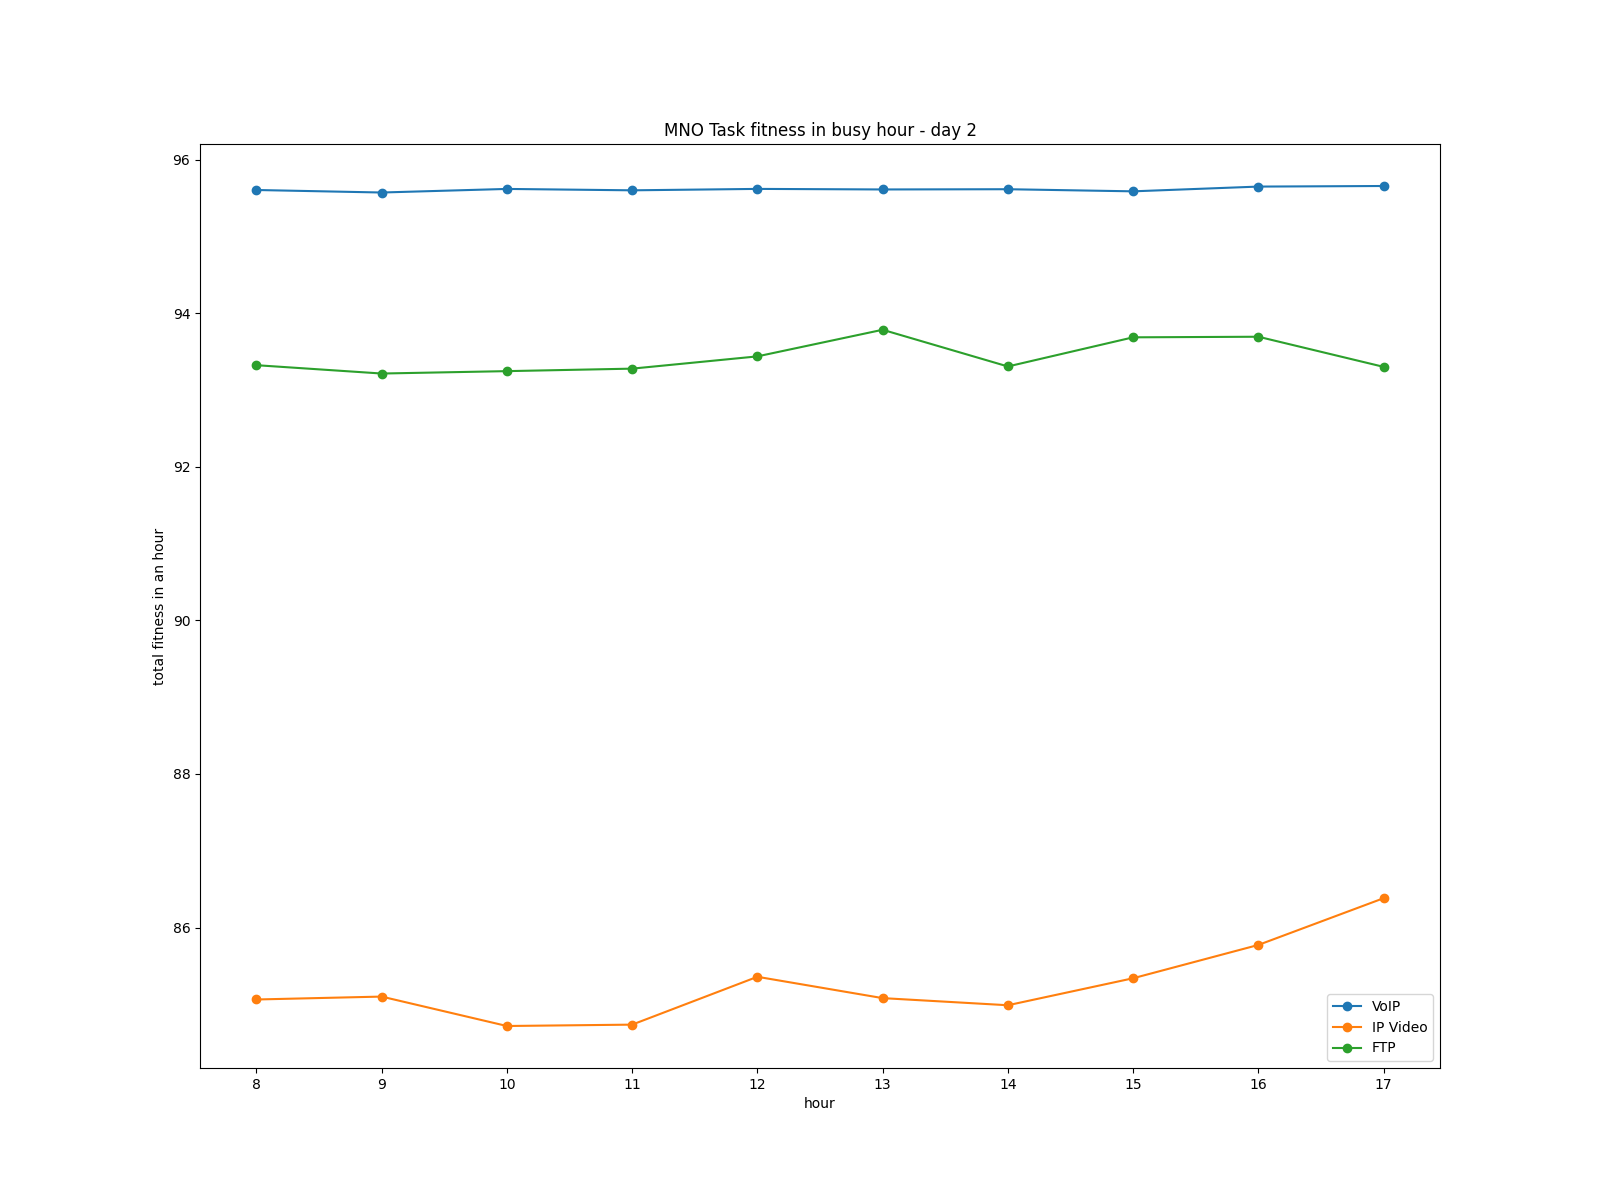 MNO Task fitness in busy hour - day 2
total fitness in an hour
96
94
92
90
88
86
VoIP
IP Video
FTP
8 9 10 11 12 13 14 15 16 17
hour